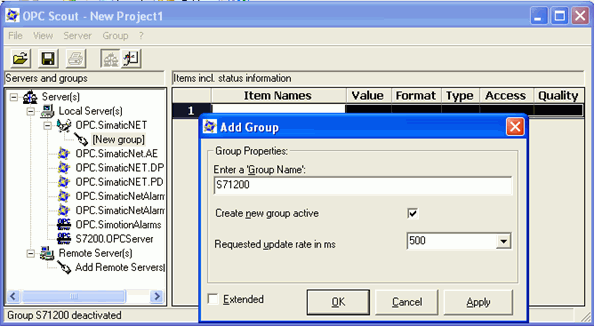 OPC Scout - New Project1
File View Server Group ?
Servers and groups
Items incl. status information
Server(s)
Local Server(s)
OPC.SimaticNET
[New group]
OPC.SimaticNet.AE
OPC.SimaticNET.DP
OPC.SimaticNET.PD
OPC.SimaticNetAlarm
OPC.SimaticNetAlarm
OPC.SimotionAlarms
S7200.OPCServer
Remote Server(s)
Add Remote Servers(
Item Names Value Format Type Access Quality
1
Add Group
Group Properties:
Enter a 'Group Name':
S71200
Create new group active
Requested update rate in ms
500
Extended
OK
Cancel
Apply
Group S71200 deactivated